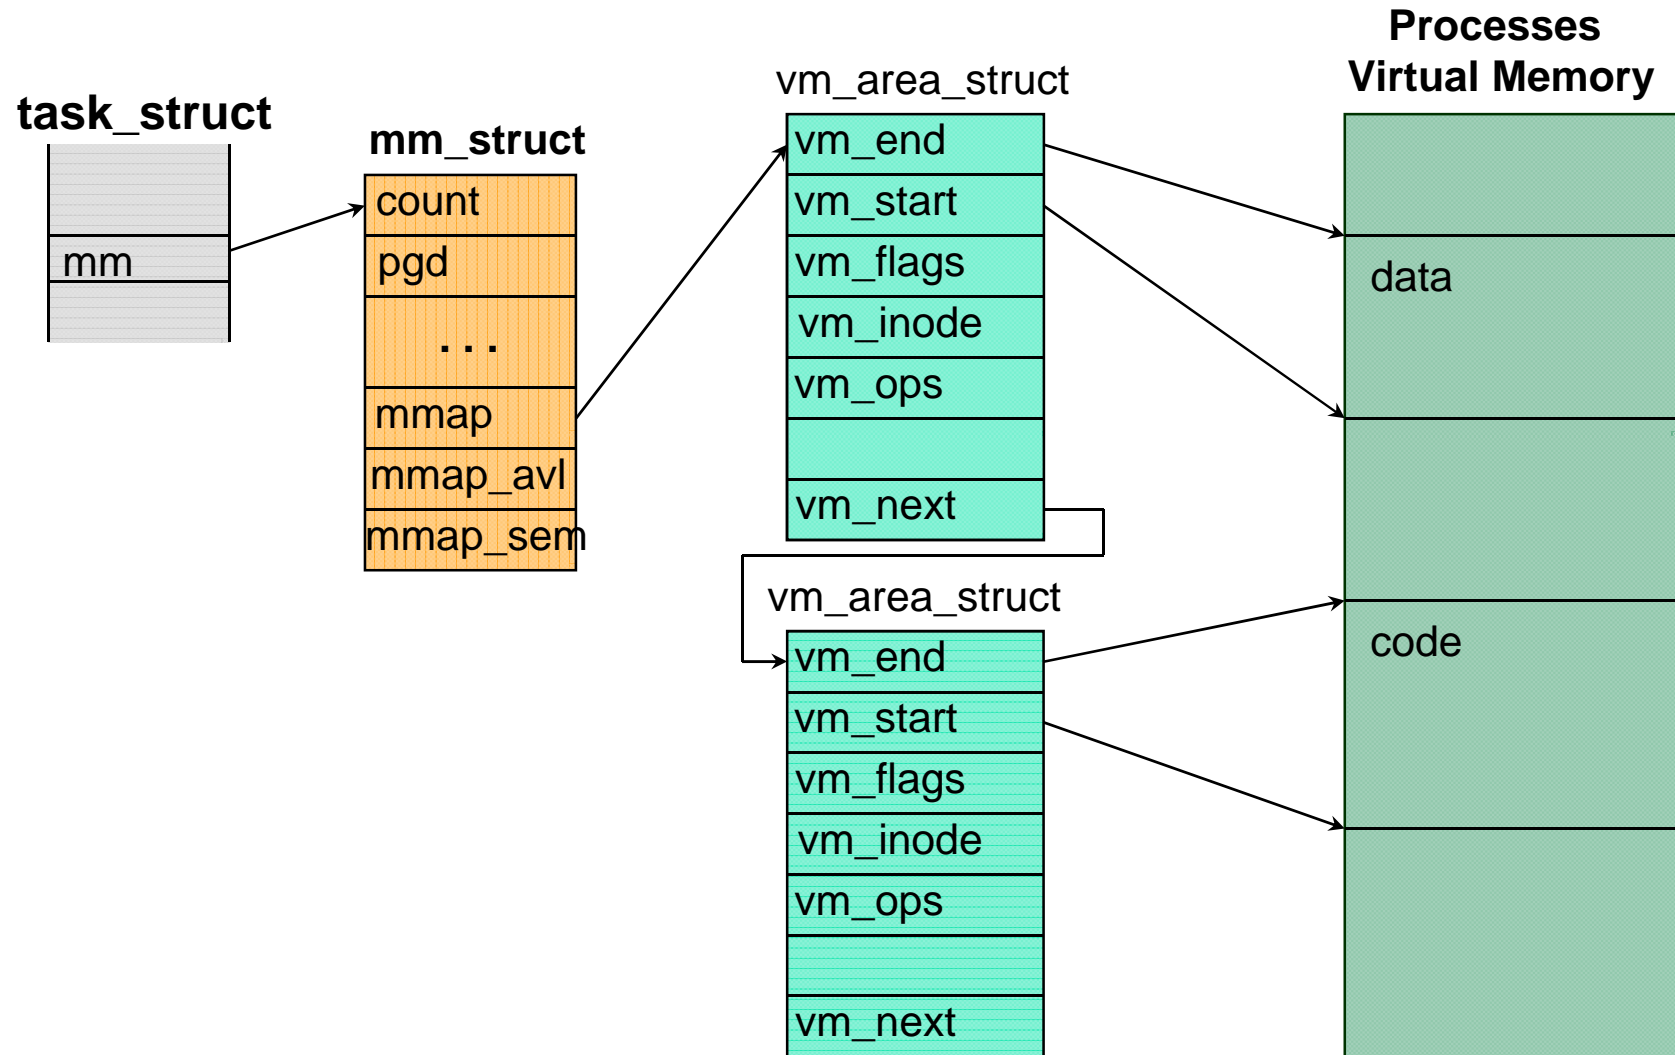 task_struct
mm
mm_struct
count
pgd
. . .
mmap
mmap_avl
mmap_sem
vm_area_struct
vm_end
vm_start
vm_flags
vm_inode
vm_ops
vm_next
vm_area_struct
vm_end
vm_start
vm_flags
vm_inode
vm_ops
vm_next
Processes
Virtual Memory
data
code